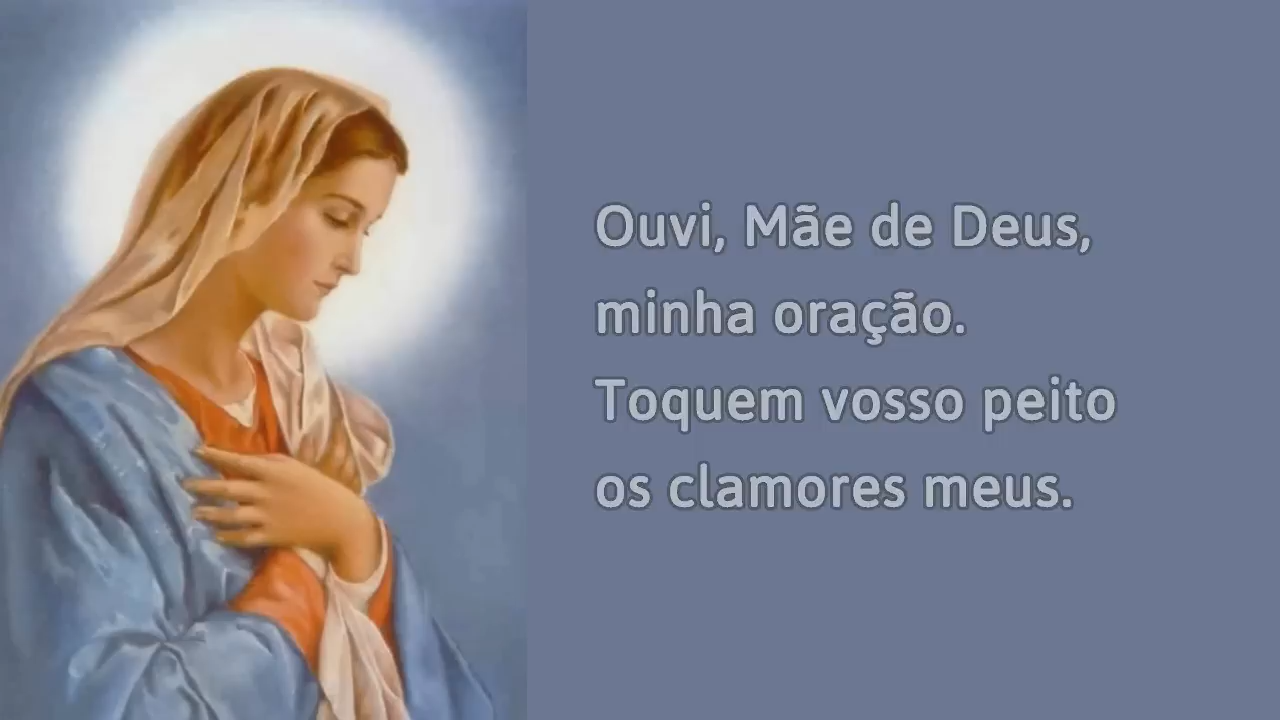 Ouvi, Mãe de Deus,
minha oração.
Toquem vosso peito
os clamores meus.